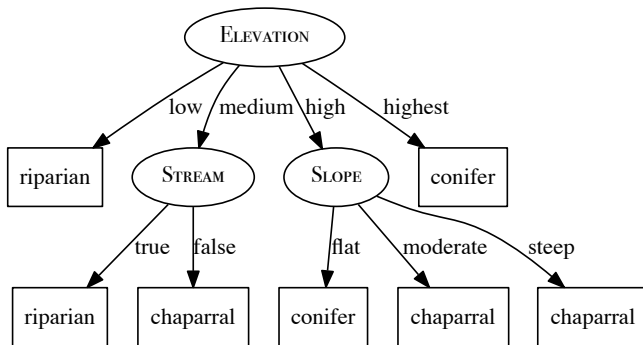 ELEVATION
low medium high highest
riparian STREAM SLOPE conifer
true false flat moderate steep
riparian chaparral conifer chaparral chaparral